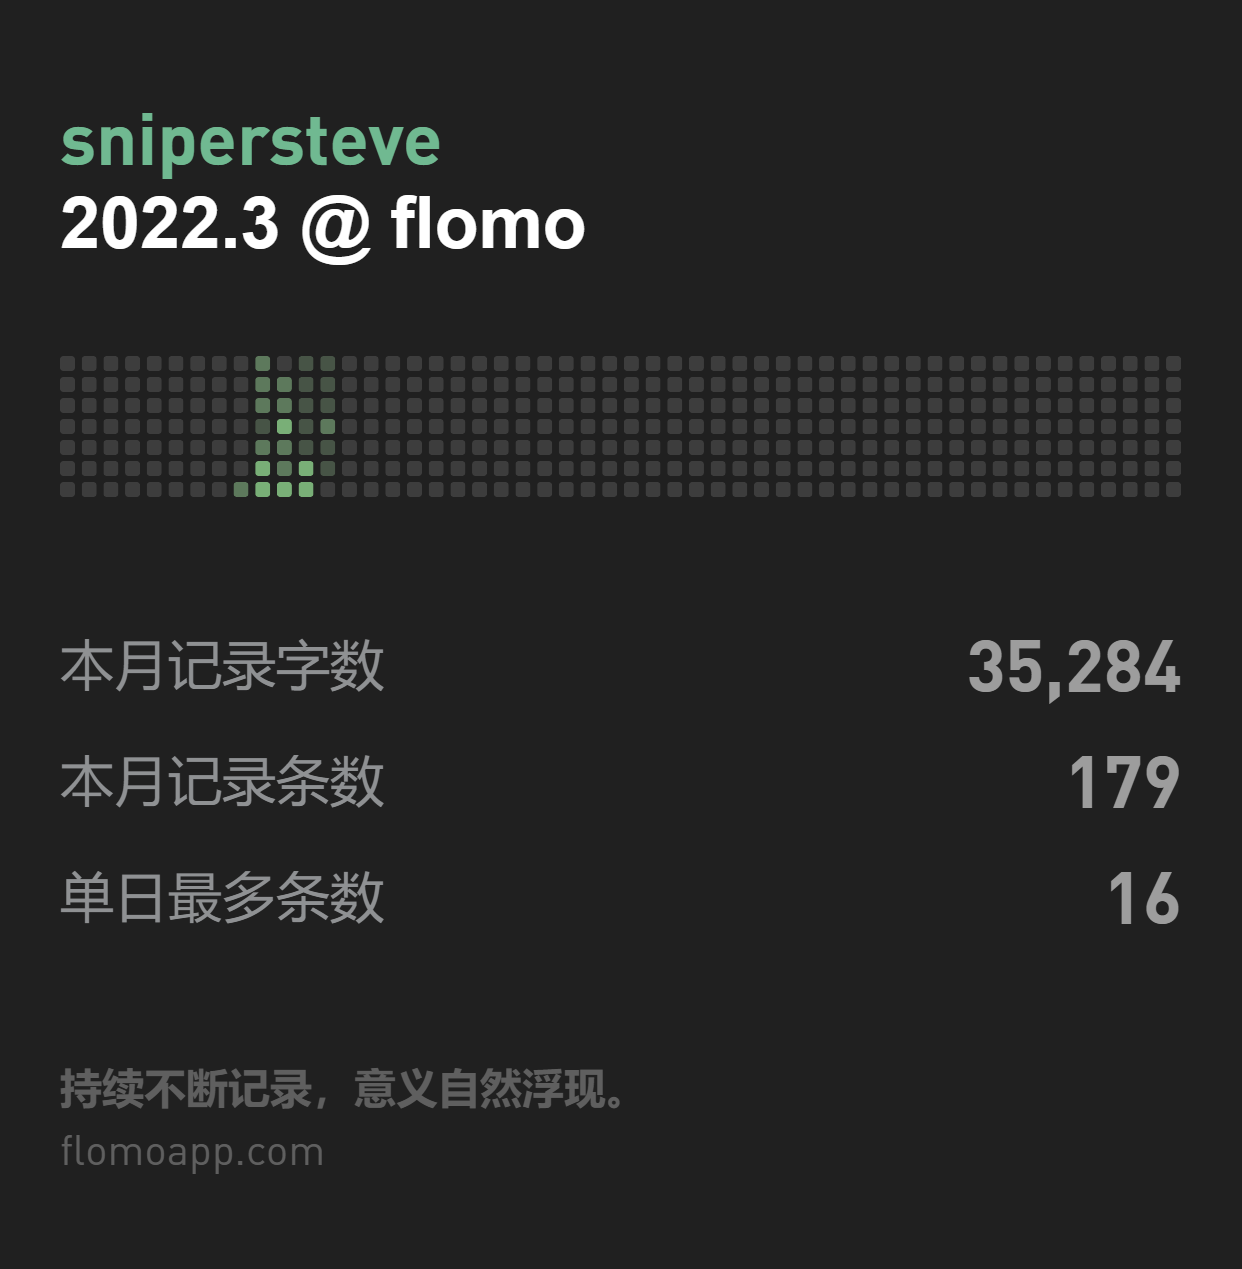 snipersteve
2022.3 @ flomo
本月记录字数 35,284
本月记录条数 179
单日最多条数 16
持续不断记录，意义自然浮现。
flomoapp.com